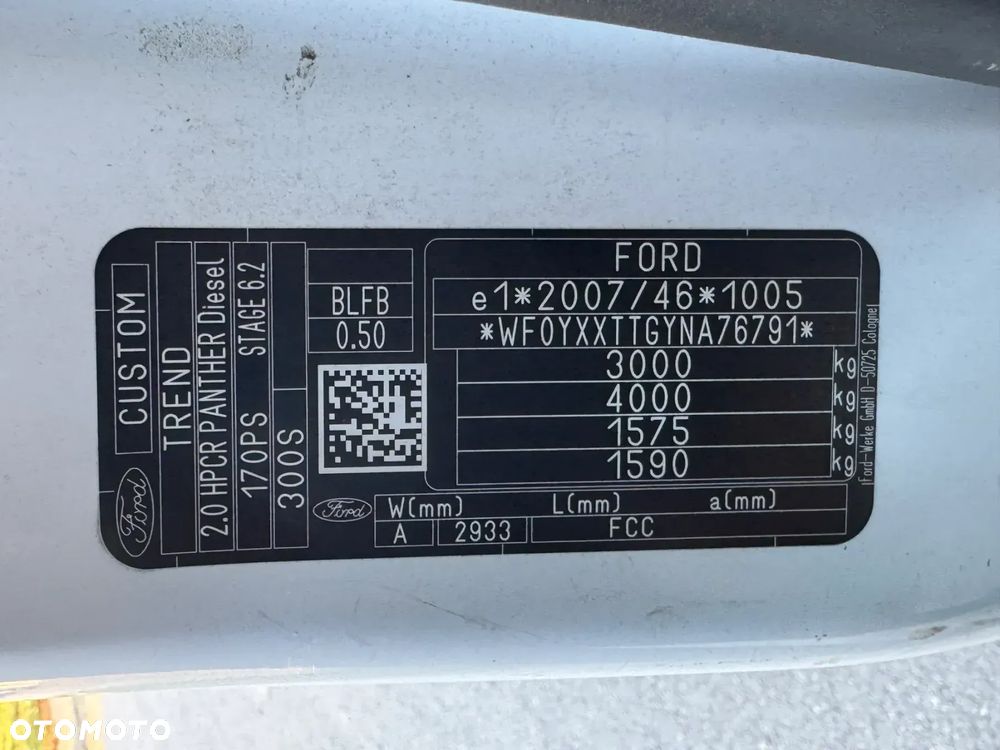 FORD
e1*2007/46*1005
*WF0YXXTTGYNA76791*
3000 kg
4000 kg
1575 kg
1590 kg
W(mm) L(mm) a(mm)
A 2933 FCC
Ford
BLFB
0.50
CUSTOM
TREND
2.0 HPCR PANTHER Diesel
170PS STAGE 6.2
300S
Ford
Ford-Werke GmbH D-50725 Cologne
OTOMOTO